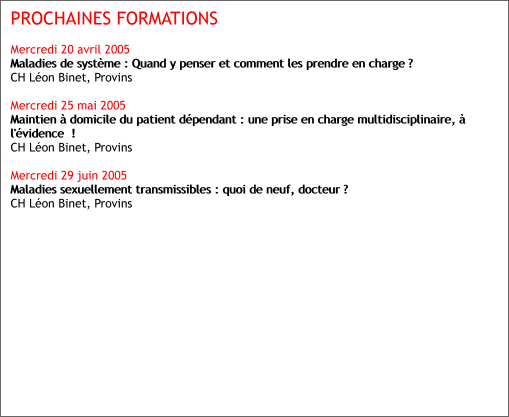 PROCHAINES FORMATIONS
Mercredi 20 avril 2005
Maladies de système : Quand y penser et comment les prendre en charge ?
CH Léon Binet, Provins
Mercredi 25 mai 2005
Maintien à domicile du patient dépendant : une prise en charge multidisciplinaire, à
l'évidence  !
CH Léon Binet, Provins
Mercredi 29 juin 2005
Maladies sexuellement transmissibles : quoi de neuf, docteur ?
CH Léon Binet, Provins